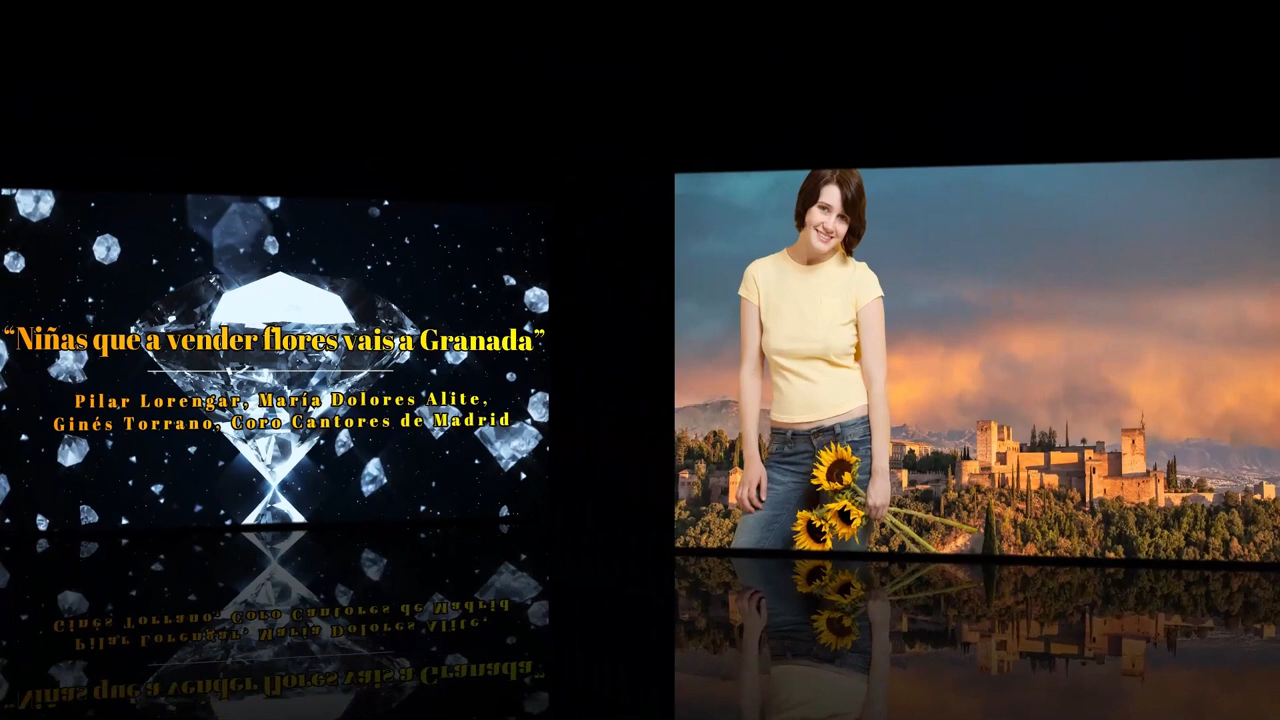 “Niñas que a vender flores vais a Granada”
Pilar Lorengar, María Dolores Alite,
Ginés Torrano, Coro Cantores de Madrid